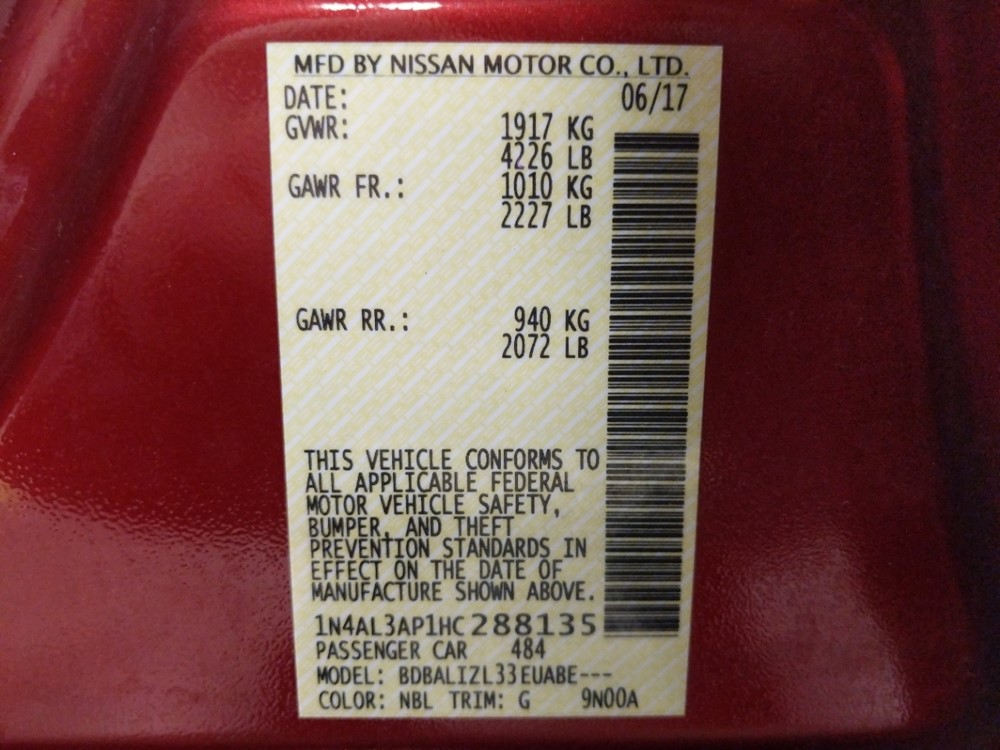 MFD BY NISSAN MOTOR CO., LTD.
DATE: 06/17
GVWR: 1917 KG
4226 LB
GAWR FR.: 1010 KG
2227 LB
GAWR RR.: 940 KG
2072 LB
THIS VEHICLE CONFORMS TO
ALL APPLICABLE FEDERAL
MOTOR VEHICLE SAFETY,
BUMPER, AND THEFT
PREVENTION STANDARDS IN
EFFECT ON THE DATE OF
MANUFACTURE SHOWN ABOVE.
1N4AL3AP1HC288135
PASSENGER CAR 484
MODEL: BDBALIZL33EUABE---
COLOR: NBL TRIM: G 9N00A